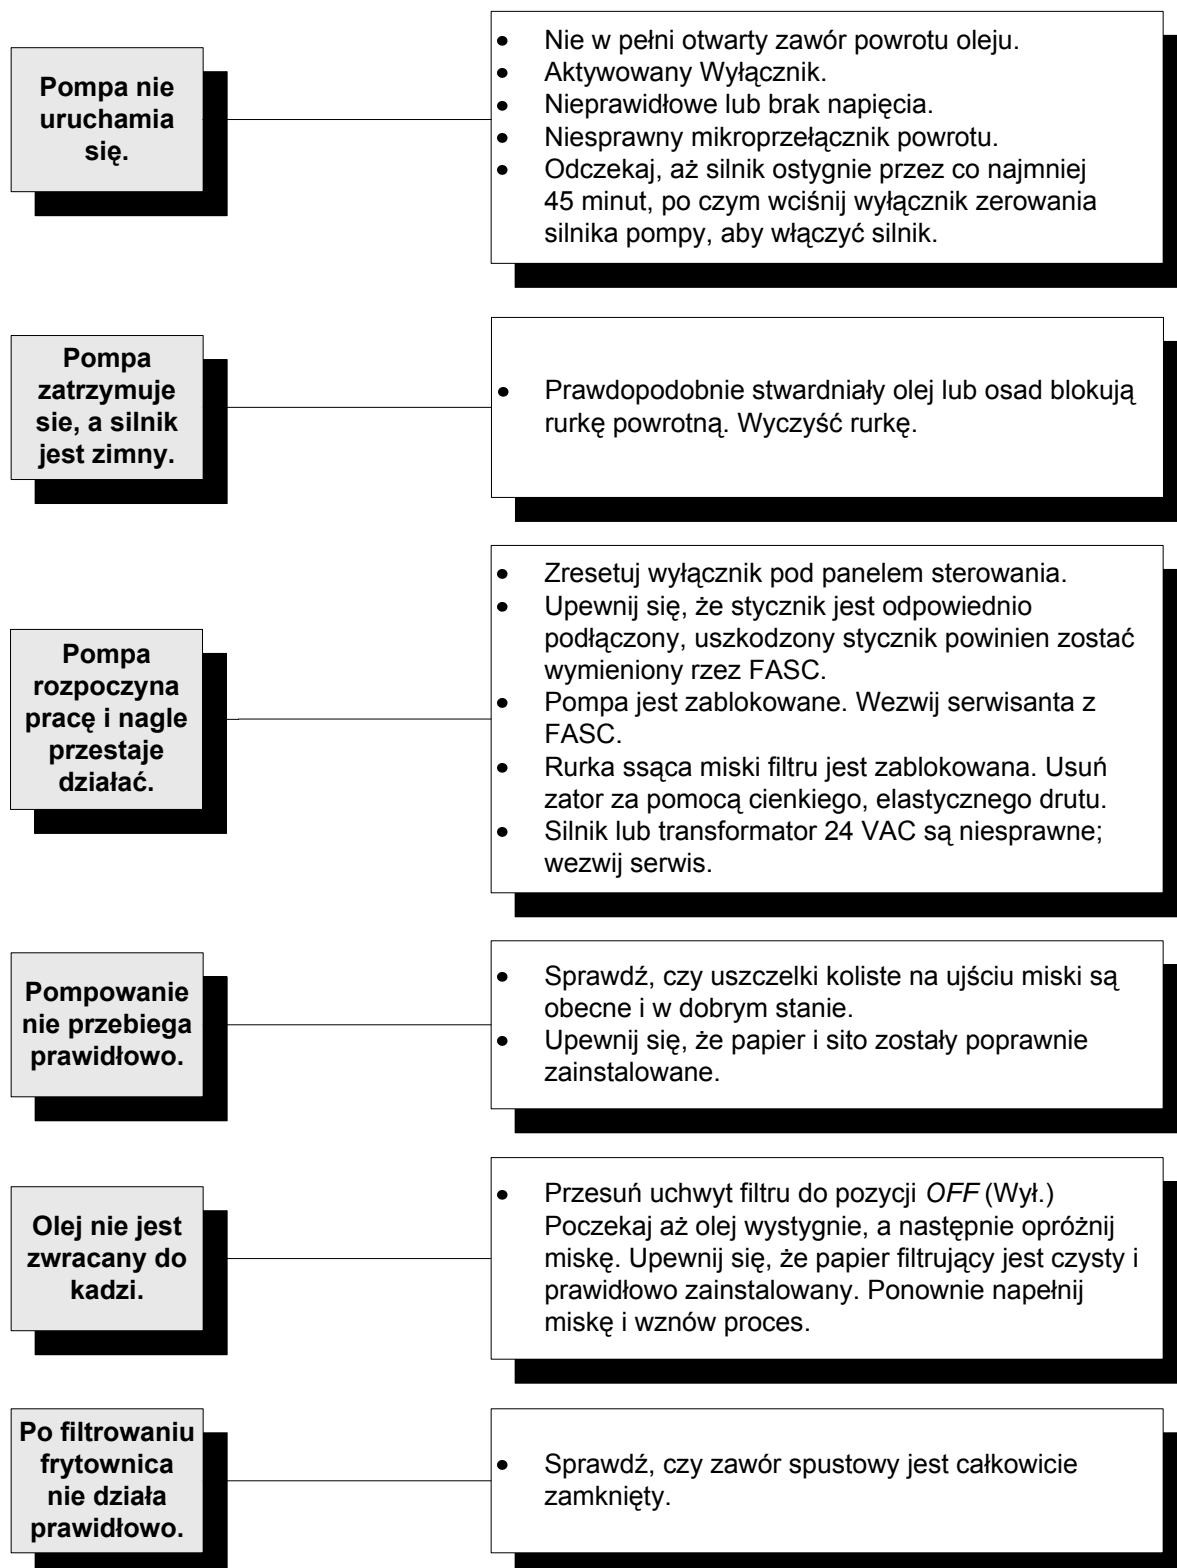 Pompa nie
uruchamia
się.
Nie w pełni otwarty zawór powrotu oleju.
Aktywowany Wyłącznik.
Nieprawidłowe lub brak napięcia.
Niesprawny mikroprzełącznik powrotu.
Odczekaj, aż silnik ostygnie przez co najmniej
45 minut, po czym wciśnij wyłącznik zerowania
silnika pompy, aby włączyć silnik.
Pompa
zatrzymuje
sie, a silnik
jest zimny.
Prawdopodobnie stwardniały olej lub osad blokują
rurkę powrotną. Wyczyść rurkę.
Pompa
rozpoczyna
pracę i nagle
przestaje
działać.
Zresetuj wyłącznik pod panelem sterowania.
Upewnij się, że stycznik jest odpowiednio
podłączony, uszkodzony stycznik powinien zostać
wymieniony rzez FASC.
Pompa jest zablokowane. Wezwij serwisanta z
FASC.
Rurka ssąca miski filtru jest zablokowana. Usuń
zator za pomocą cienkiego, elastycznego drutu.
Silnik lub transformator 24 VAC są niesprawne;
wezwij serwis.
Pompowanie
nie przebiega
prawidłowo.
Sprawdź, czy uszczelki koliste na ujściu miski są
obecne i w dobrym stanie.
Upewnij się, że papier i sito zostały poprawnie
zainstalowane.
Olej nie jest
zwracany do
kadzi.
Przesuń uchwyt filtru do pozycji OFF (Wył.)
Poczekaj aż olej wystygnie, a następnie opróżnij
miskę. Upewnij się, że papier filtrujący jest czysty i
prawidłowo zainstalowany. Ponownie napełnij
miskę i wznów proces.
Po filtrowaniu
frytownica
nie działa
prawidłowo.
Sprawdź, czy zawór spustowy jest całkowicie
zamknięty.